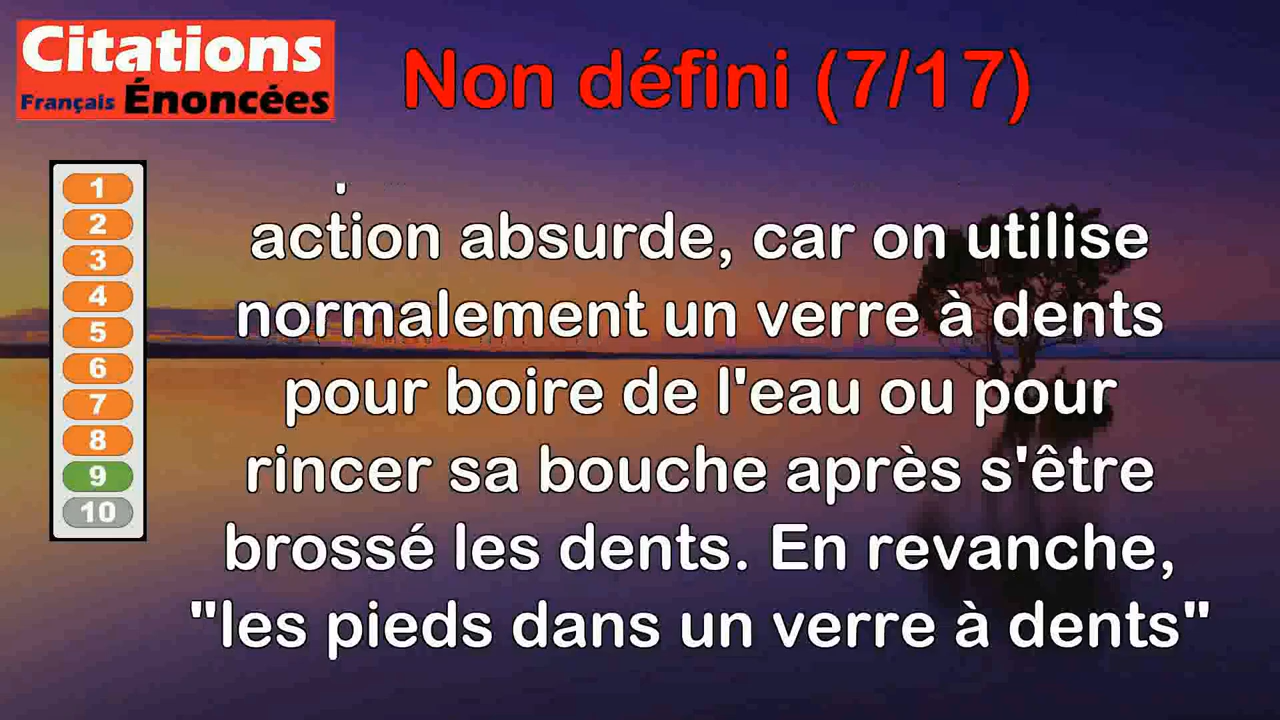 Citations
Français Énoncées
Non défini (7/17)
1
2
3
4
5
6
7
8
9
10
action absurde, car on utilise
normalement un verre à dents
pour boire de l'eau ou pour
rincer sa bouche après s'être
brossé les dents. En revanche,
"les pieds dans un verre à dents"